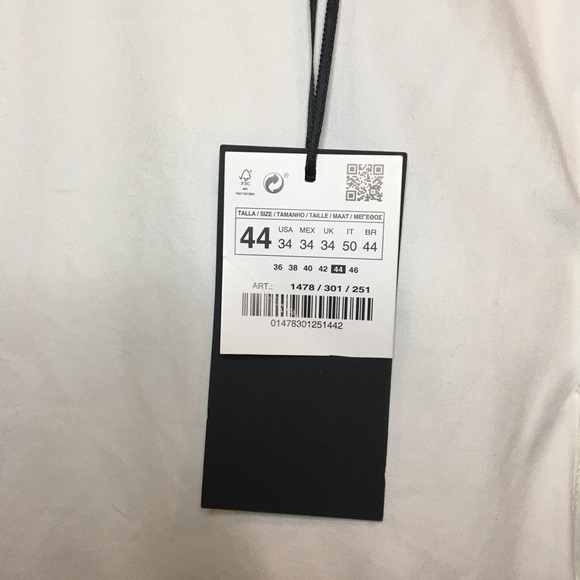 FSC
®
TALLA / SIZE / TAMANHO / TAILLE / MAAT / ΜΕΓΕΘΟΣ
44
USA MEX UK IT BR
34 34 34 50 44
36 38 40 42 44 46
ART.: 1478 / 301 / 251
01478301251442